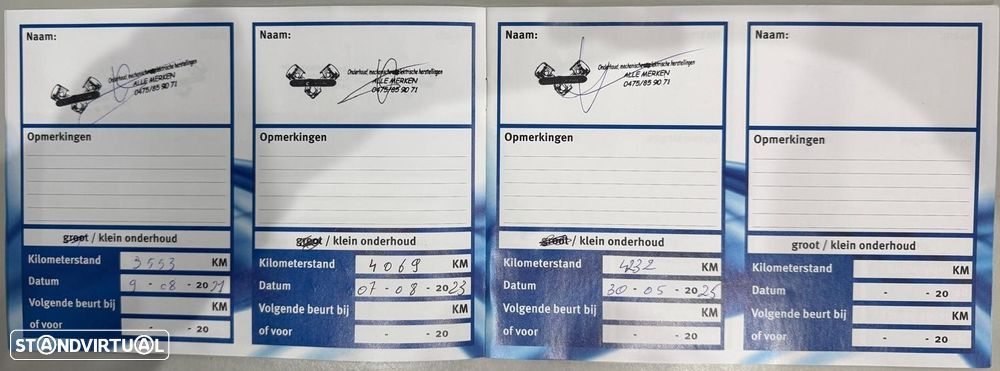 Naam:
Onderhoud, mechanische elektrische herstellingen
ALLE MERKEN
0475/85 90 71
Opmerkingen
groot / klein onderhoud
Kilometerstand 3553 KM
Datum 9 - 08 - 2021
Volgende beurt bij KM
of voor - - 20
Naam:
Onderhoud, mechanische elektrische herstellingen
ALLE MERKEN
0475/85 90 71
Opmerkingen
groot / klein onderhoud
Kilometerstand 4069 KM
Datum 07 - 08 - 2023
Volgende beurt bij KM
of voor - - 20
Naam:
Onderhoud, mechanische elektrische herstellingen
ALLE MERKEN
0475/85 90 71
Opmerkingen
groot / klein onderhoud
Kilometerstand 4232 KM
Datum 30 - 05 - 2025
Volgende beurt bij KM
of voor - - 20
Naam:
Opmerkingen
groot / klein onderhoud
Kilometerstand KM
Datum - - 20
Volgende beurt bij KM
of voor - - 20
STANDVIRTUAL